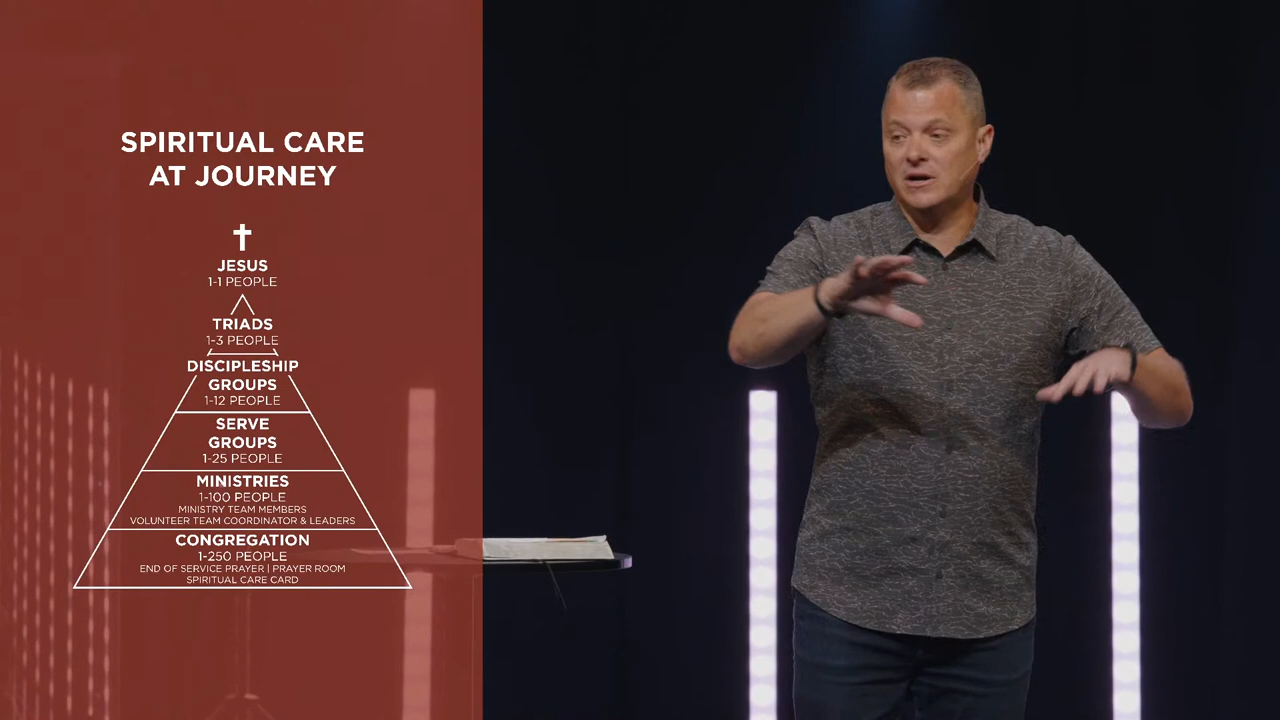 SPIRITUAL CARE
AT JOURNEY
JESUS
1-1 PEOPLE
TRIADS
1-3 PEOPLE
DISCIPLESHIP
GROUPS
1-12 PEOPLE
SERVE
GROUPS
1-25 PEOPLE
MINISTRIES
1-100 PEOPLE
MINISTRY TEAM MEMBERS
VOLUNTEER TEAM COORDINATOR & LEADERS
CONGREGATION
1-250 PEOPLE
END OF SERVICE PRAYER | PRAYER ROOM
SPIRITUAL CARE CARD